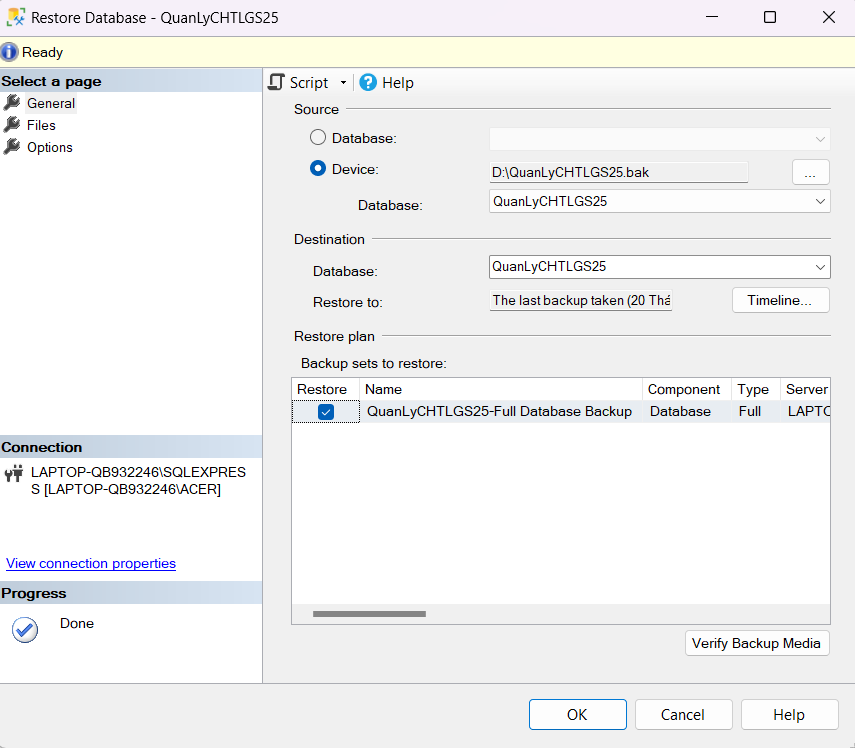 Restore Database - QuanLyCHTLGS25
Ready
Select a page
General
Files
Options
Connection
LAPTOP-QB932246\SQLEXPRES
S [LAPTOP-QB932246\ACER]
View connection properties
Progress
Done
Script
Help
Source
Database:
Device:
D:\QuanLyCHTLGS25.bak
...
Database:
QuanLyCHTLGS25
Destination
Database:
QuanLyCHTLGS25
Restore to:
The last backup taken (20 Thá
Timeline...
Restore plan
Backup sets to restore:
Restore Name Component Type Server
QuanLyCHTLGS25-Full Database Backup Database Full LAPTO
Verify Backup Media
OK Cancel Help